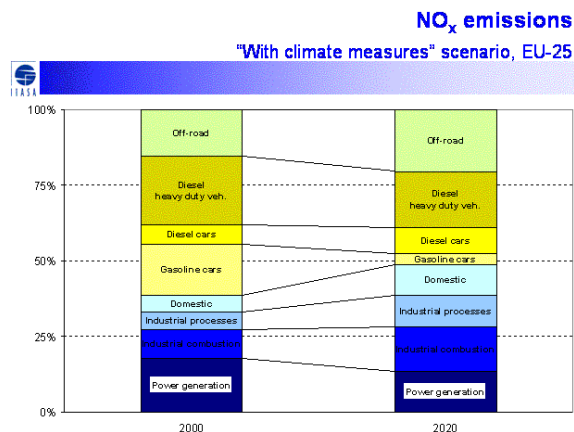 NOx emissions
"With climate measures" scenario, EU-25
IIASA
100%
75%
50%
25%
0%
Off-road
Diesel
heavy duty veh.
Diesel cars
Gasoline cars
Domestic
Industrial processes
Industrial combustion
Power generation
Off-road
Diesel
heavy duty veh.
Diesel cars
Gasoline cars
Domestic
Industrial processes
Industrial combustion
Power generation
2000
2020